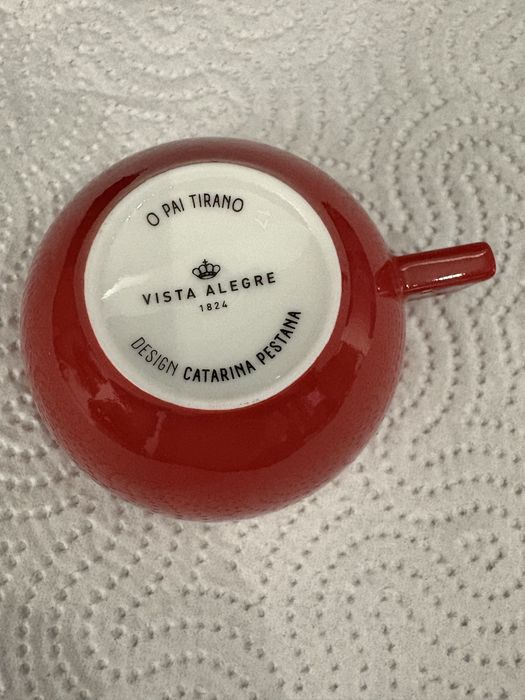 O PAI TIRANO
VISTA ALEGRE
1824
DESIGN CATARINA PESTANA